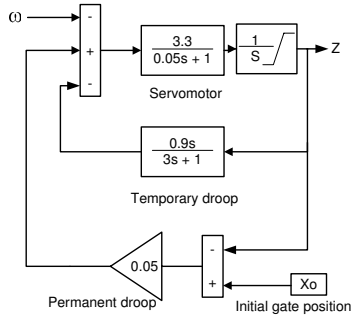 ω
-
+
-
3.3
0.05s + 1
1
S
Z
Servomotor
0.9s
3s + 1
Temporary droop
0.05
-
+
Xo
Permanent droop
Initial gate position